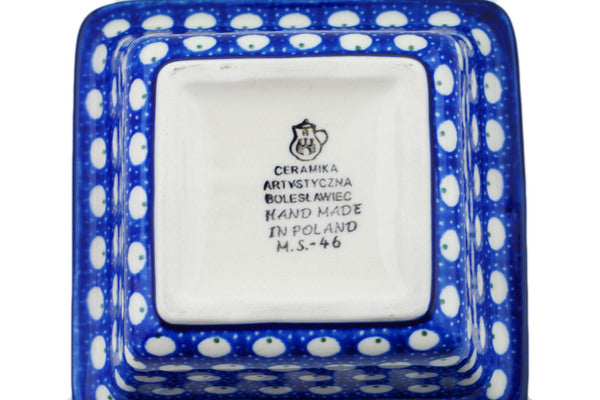 B
CERAMIKA
ARTYSTYCZNA
BOLESŁAWIEC
HAND MADE
IN POLAND
M.S.-46